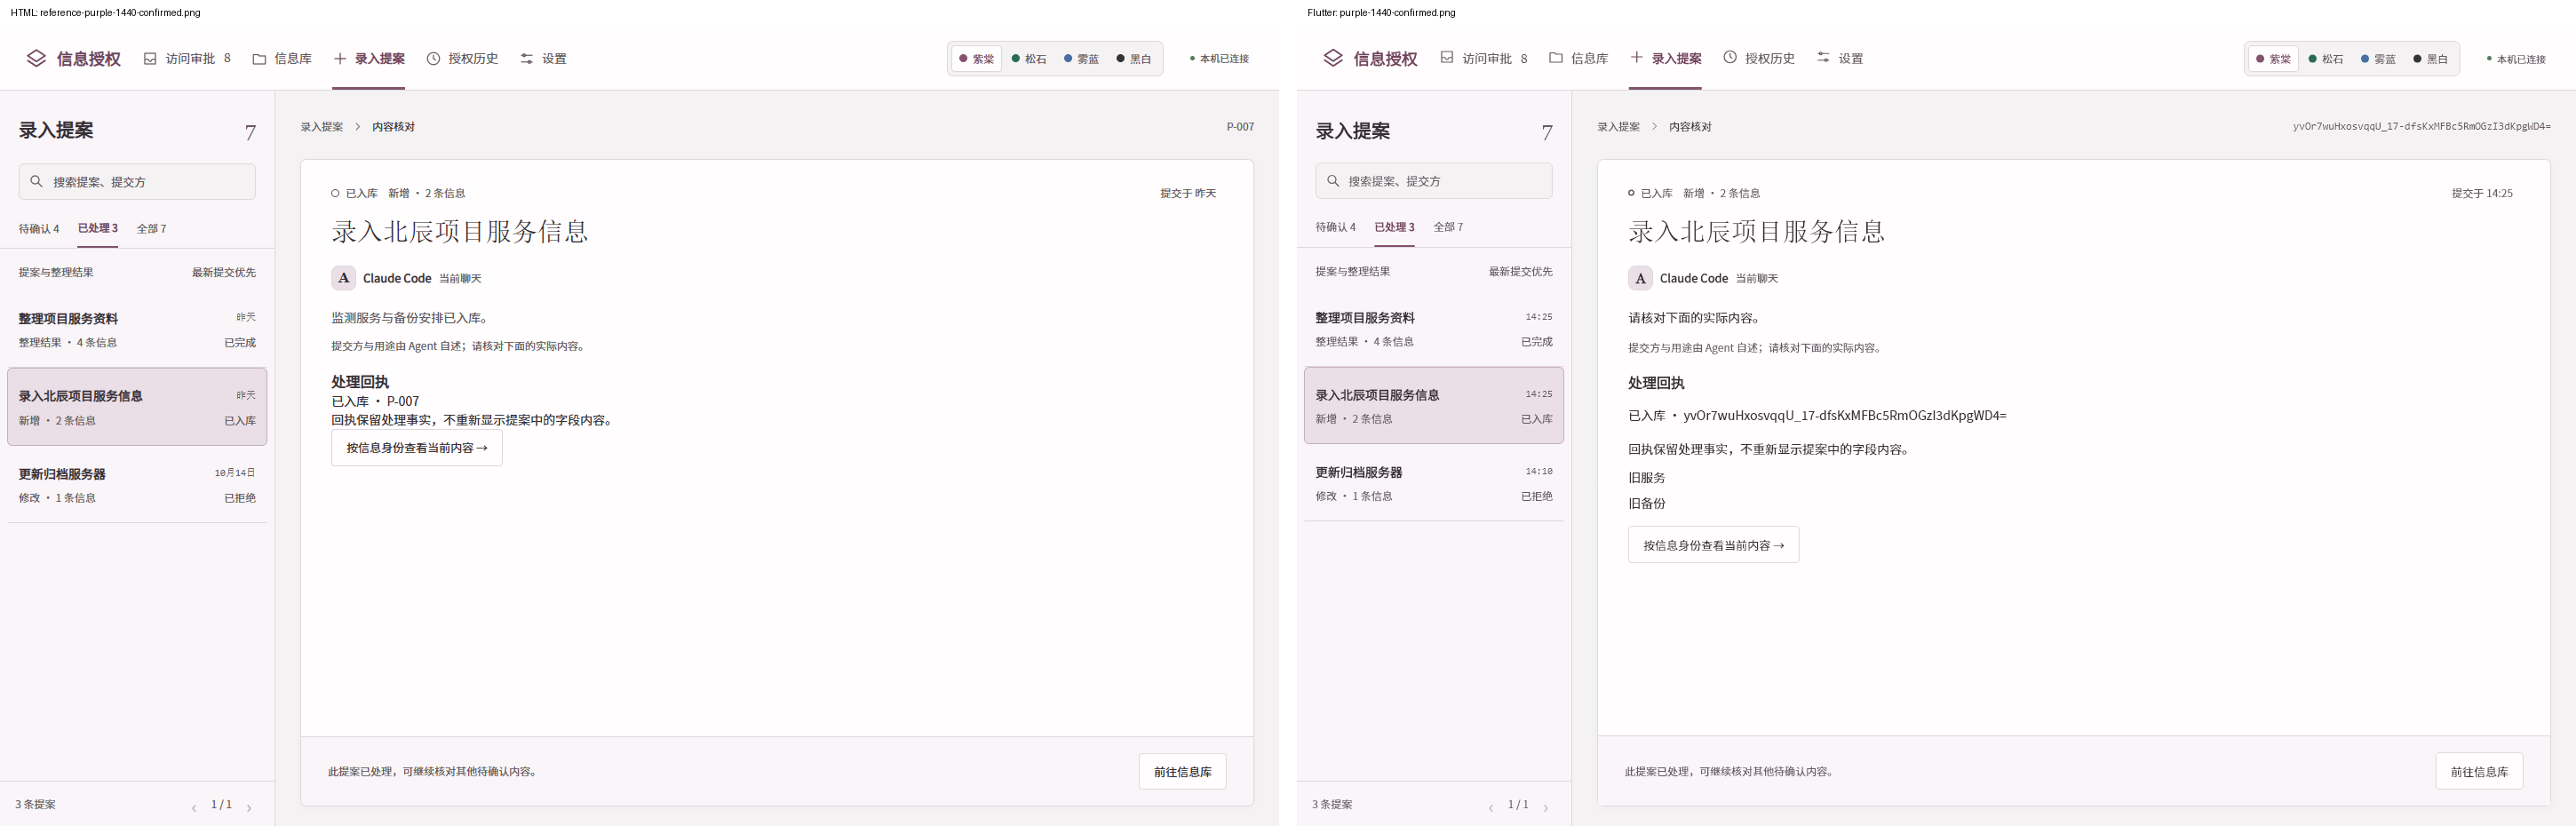 HTML: reference-purple-1440-confirmed.png
信息授权 访问审批 8 信息库 录入提案 授权历史 设置 紫棠 松石 雾蓝 黑白 本机已连接
录入提案 7
搜索提案、提交方
待确认 4 已处理 3 全部 7
提案与整理结果 最新提交优先
整理项目服务资料 昨天
整理结果 · 4 条信息 已完成
录入北辰项目服务信息 昨天
新增 · 2 条信息 已入库
更新归档服务器 10月14日
修改 · 1 条信息 已拒绝
3 条提案 ‹ 1 / 1 ›
录入提案 > 内容核对 P-007
已入库 新增 · 2 条信息 提交于 昨天
录入北辰项目服务信息
A Claude Code 当前聊天
监测服务与备份安排已入库。
提交方与用途由 Agent 自述；请核对下面的实际内容。
处理回执
已入库 · P-007
回执保留处理事实，不重新显示提案中的字段内容。
按信息身份查看当前内容 →
此提案已处理，可继续核对其他待确认内容。 前往信息库
Flutter: purple-1440-confirmed.png
信息授权 访问审批 8 信息库 录入提案 授权历史 设置 紫棠 松石 雾蓝 黑白 本机已连接
录入提案 7
搜索提案、提交方
待确认 4 已处理 3 全部 7
提案与整理结果 最新提交优先
整理项目服务资料 14:25
整理结果 · 4 条信息 已完成
录入北辰项目服务信息 14:25
新增 · 2 条信息 已入库
更新归档服务器 14:10
修改 · 1 条信息 已拒绝
3 条提案 ‹ 1 / 1 ›
录入提案 > 内容核对 yvOr7wuHxosvqqU_17-dfsKxMFBc5RmOGzI3dKpgWD4=
已入库 新增 · 2 条信息 提交于 14:25
录入北辰项目服务信息
A Claude Code 当前聊天
请核对下面的实际内容。
提交方与用途由 Agent 自述；请核对下面的实际内容。
处理回执
已入库 · yvOr7wuHxosvqqU_17-dfsKxMFBc5RmOGzI3dKpgWD4=
回执保留处理事实，不重新显示提案中的字段内容。
旧服务
旧备份
按信息身份查看当前内容 →
此提案已处理，可继续核对其他待确认内容。 前往信息库